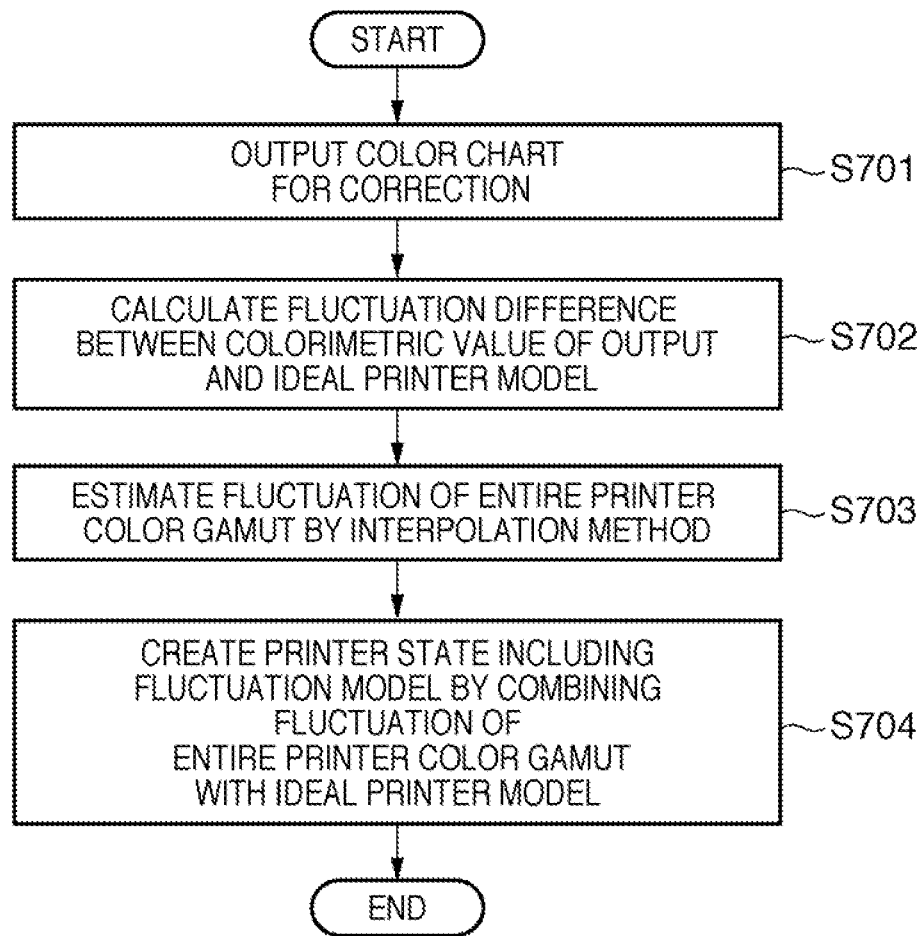 START
OUTPUT COLOR CHART
FOR CORRECTION
S701
CALCULATE FLUCTUATION DIFFERENCE
BETWEEN COLORIMETRIC VALUE OF OUTPUT
AND IDEAL PRINTER MODEL
S702
ESTIMATE FLUCTUATION OF ENTIRE PRINTER
COLOR GAMUT BY INTERPOLATION METHOD
S703
CREATE PRINTER STATE INCLUDING
FLUCTUATION MODEL BY COMBINING
FLUCTUATION OF
ENTIRE PRINTER COLOR GAMUT
WITH IDEAL PRINTER MODEL
S704
END